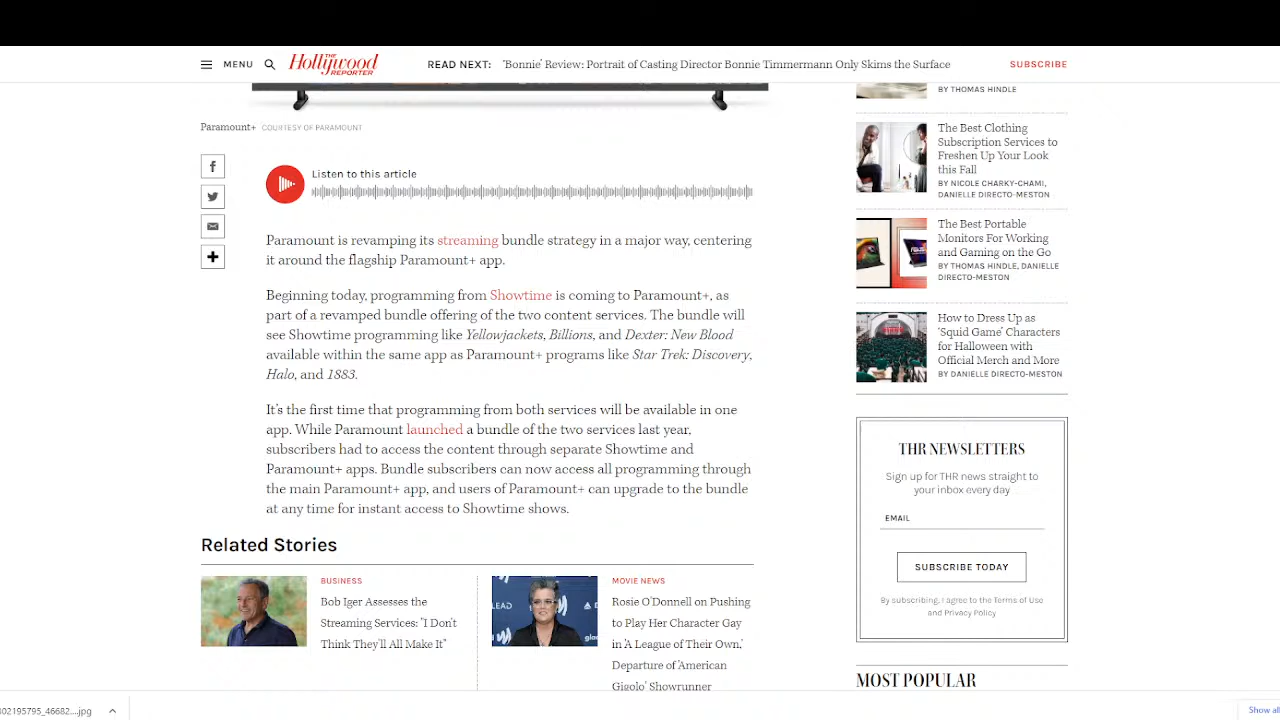 MENU
THE
Hollywood
REPORTER
READ NEXT: 'Bonnie' Review: Portrait of Casting Director Bonnie Timmermann Only Skims the Surface
SUBSCRIBE
Paramount+ COURTESY OF PARAMOUNT
Listen to this article
Paramount is revamping its streaming bundle strategy in a major way, centering
it around the flagship Paramount+ app.
Beginning today, programming from Showtime is coming to Paramount+, as
part of a revamped bundle offering of the two content services. The bundle will
see Showtime programming like Yellowjackets, Billions, and Dexter: New Blood
available within the same app as Paramount+ programs like Star Trek: Discovery,
Halo, and 1883.
It's the first time that programming from both services will be available in one
app. While Paramount launched a bundle of the two services last year,
subscribers had to access the content through separate Showtime and
Paramount+ apps. Bundle subscribers can now access all programming through
the main Paramount+ app, and users of Paramount+ can upgrade to the bundle
at any time for instant access to Showtime shows.
Related Stories
BUSINESS
Bob Iger Assesses the
Streaming Services: "I Don't
Think They'll All Make It"
LEAD
glaa
MOVIE NEWS
Rosie O'Donnell on Pushing
to Play Her Character Gay
in 'A League of Their Own,'
Departure of 'American
Gigolo' Showrunner
BY THOMAS HINDLE
The Best Clothing
Subscription Services to
Freshen Up Your Look
this Fall
BY NICOLE CHARKY-CHAMI,
DANIELLE DIRECTO-MESTON
The Best Portable
Monitors For Working
and Gaming on the Go
BY THOMAS HINDLE, DANIELLE
DIRECTO-MESTON
How to Dress Up as
'Squid Game' Characters
for Halloween with
Official Merch and More
BY DANIELLE DIRECTO-MESTON
THR NEWSLETTERS
Sign up for THR news straight to
your inbox every day
EMAIL
SUBSCRIBE TODAY
By subscribing, I agree to the Terms of Use
and Privacy Policy
MOST POPULAR
302195795_46682....jpg
Show all